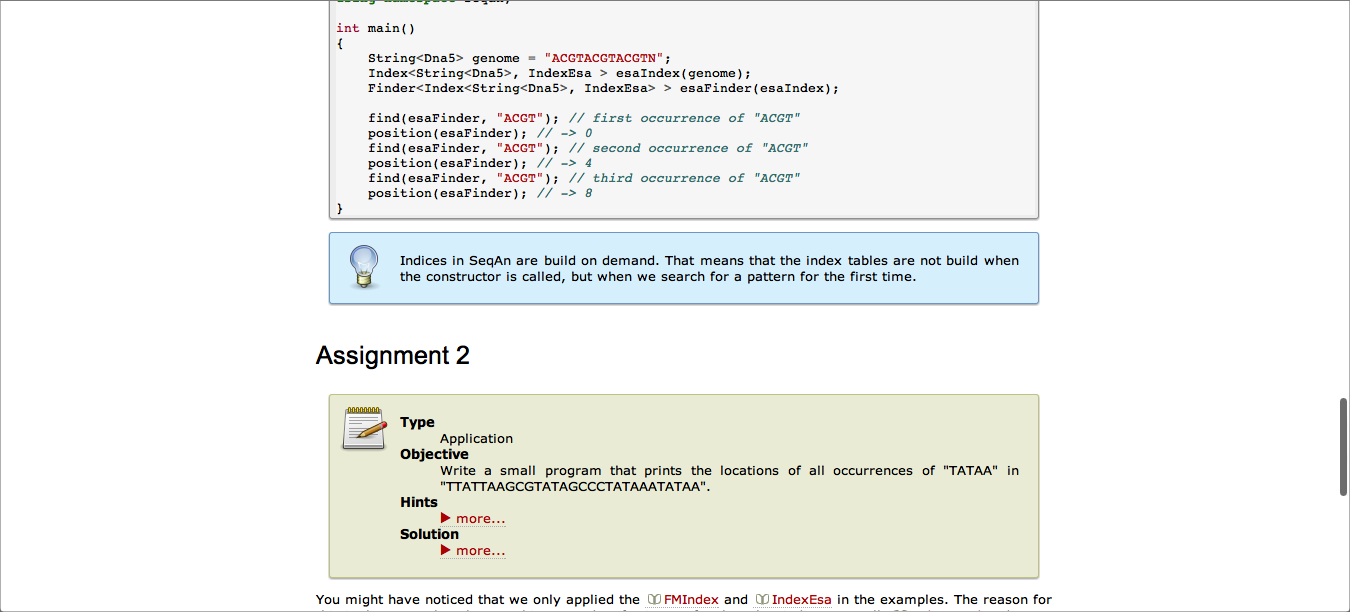 int main()
{
String<Dna5> genome = "ACGTACGTACGTN";
Index<String<Dna5>, IndexEsa > esaIndex(genome);
Finder<Index<String<Dna5>, IndexEsa> > esaFinder(esaIndex);
find(esaFinder, "ACGT"); // first occurrence of "ACGT"
position(esaFinder); // -> 0
find(esaFinder, "ACGT"); // second occurrence of "ACGT"
position(esaFinder); // -> 4
find(esaFinder, "ACGT"); // third occurrence of "ACGT"
position(esaFinder); // -> 8
}
Indices in SeqAn are build on demand. That means that the index tables are not build when
the constructor is called, but when we search for a pattern for the first time.
Assignment 2
Type
Application
Objective
Write a small program that prints the locations of all occurrences of "TATAA" in
"TTATTAAGCGTATAGCCCTATAAATATAA".
Hints
more...
Solution
more...
You might have noticed that we only applied the FMIndex and IndexEsa in the examples. The reason for